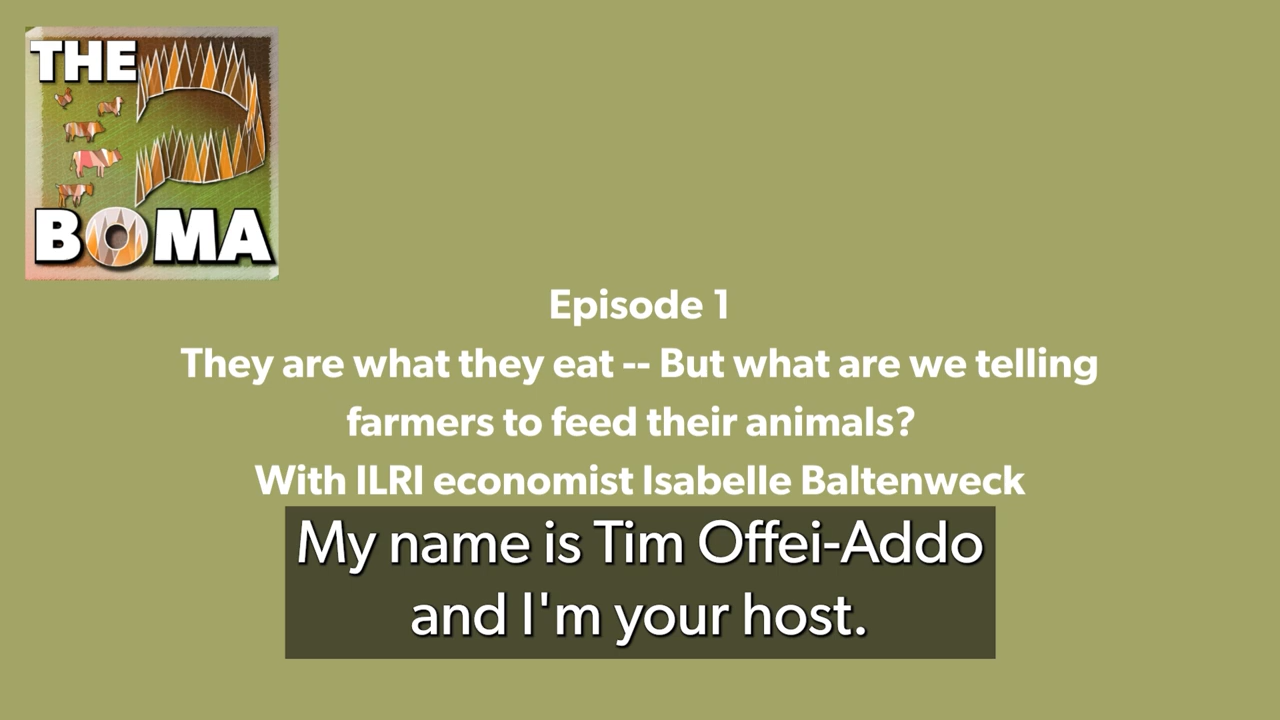 THE
BOMA
Episode 1
They are what they eat -- But what are we telling
farmers to feed their animals?
With ILRI economist Isabelle Baltenweck
My name is Tim Offei-Addo
and I'm your host.